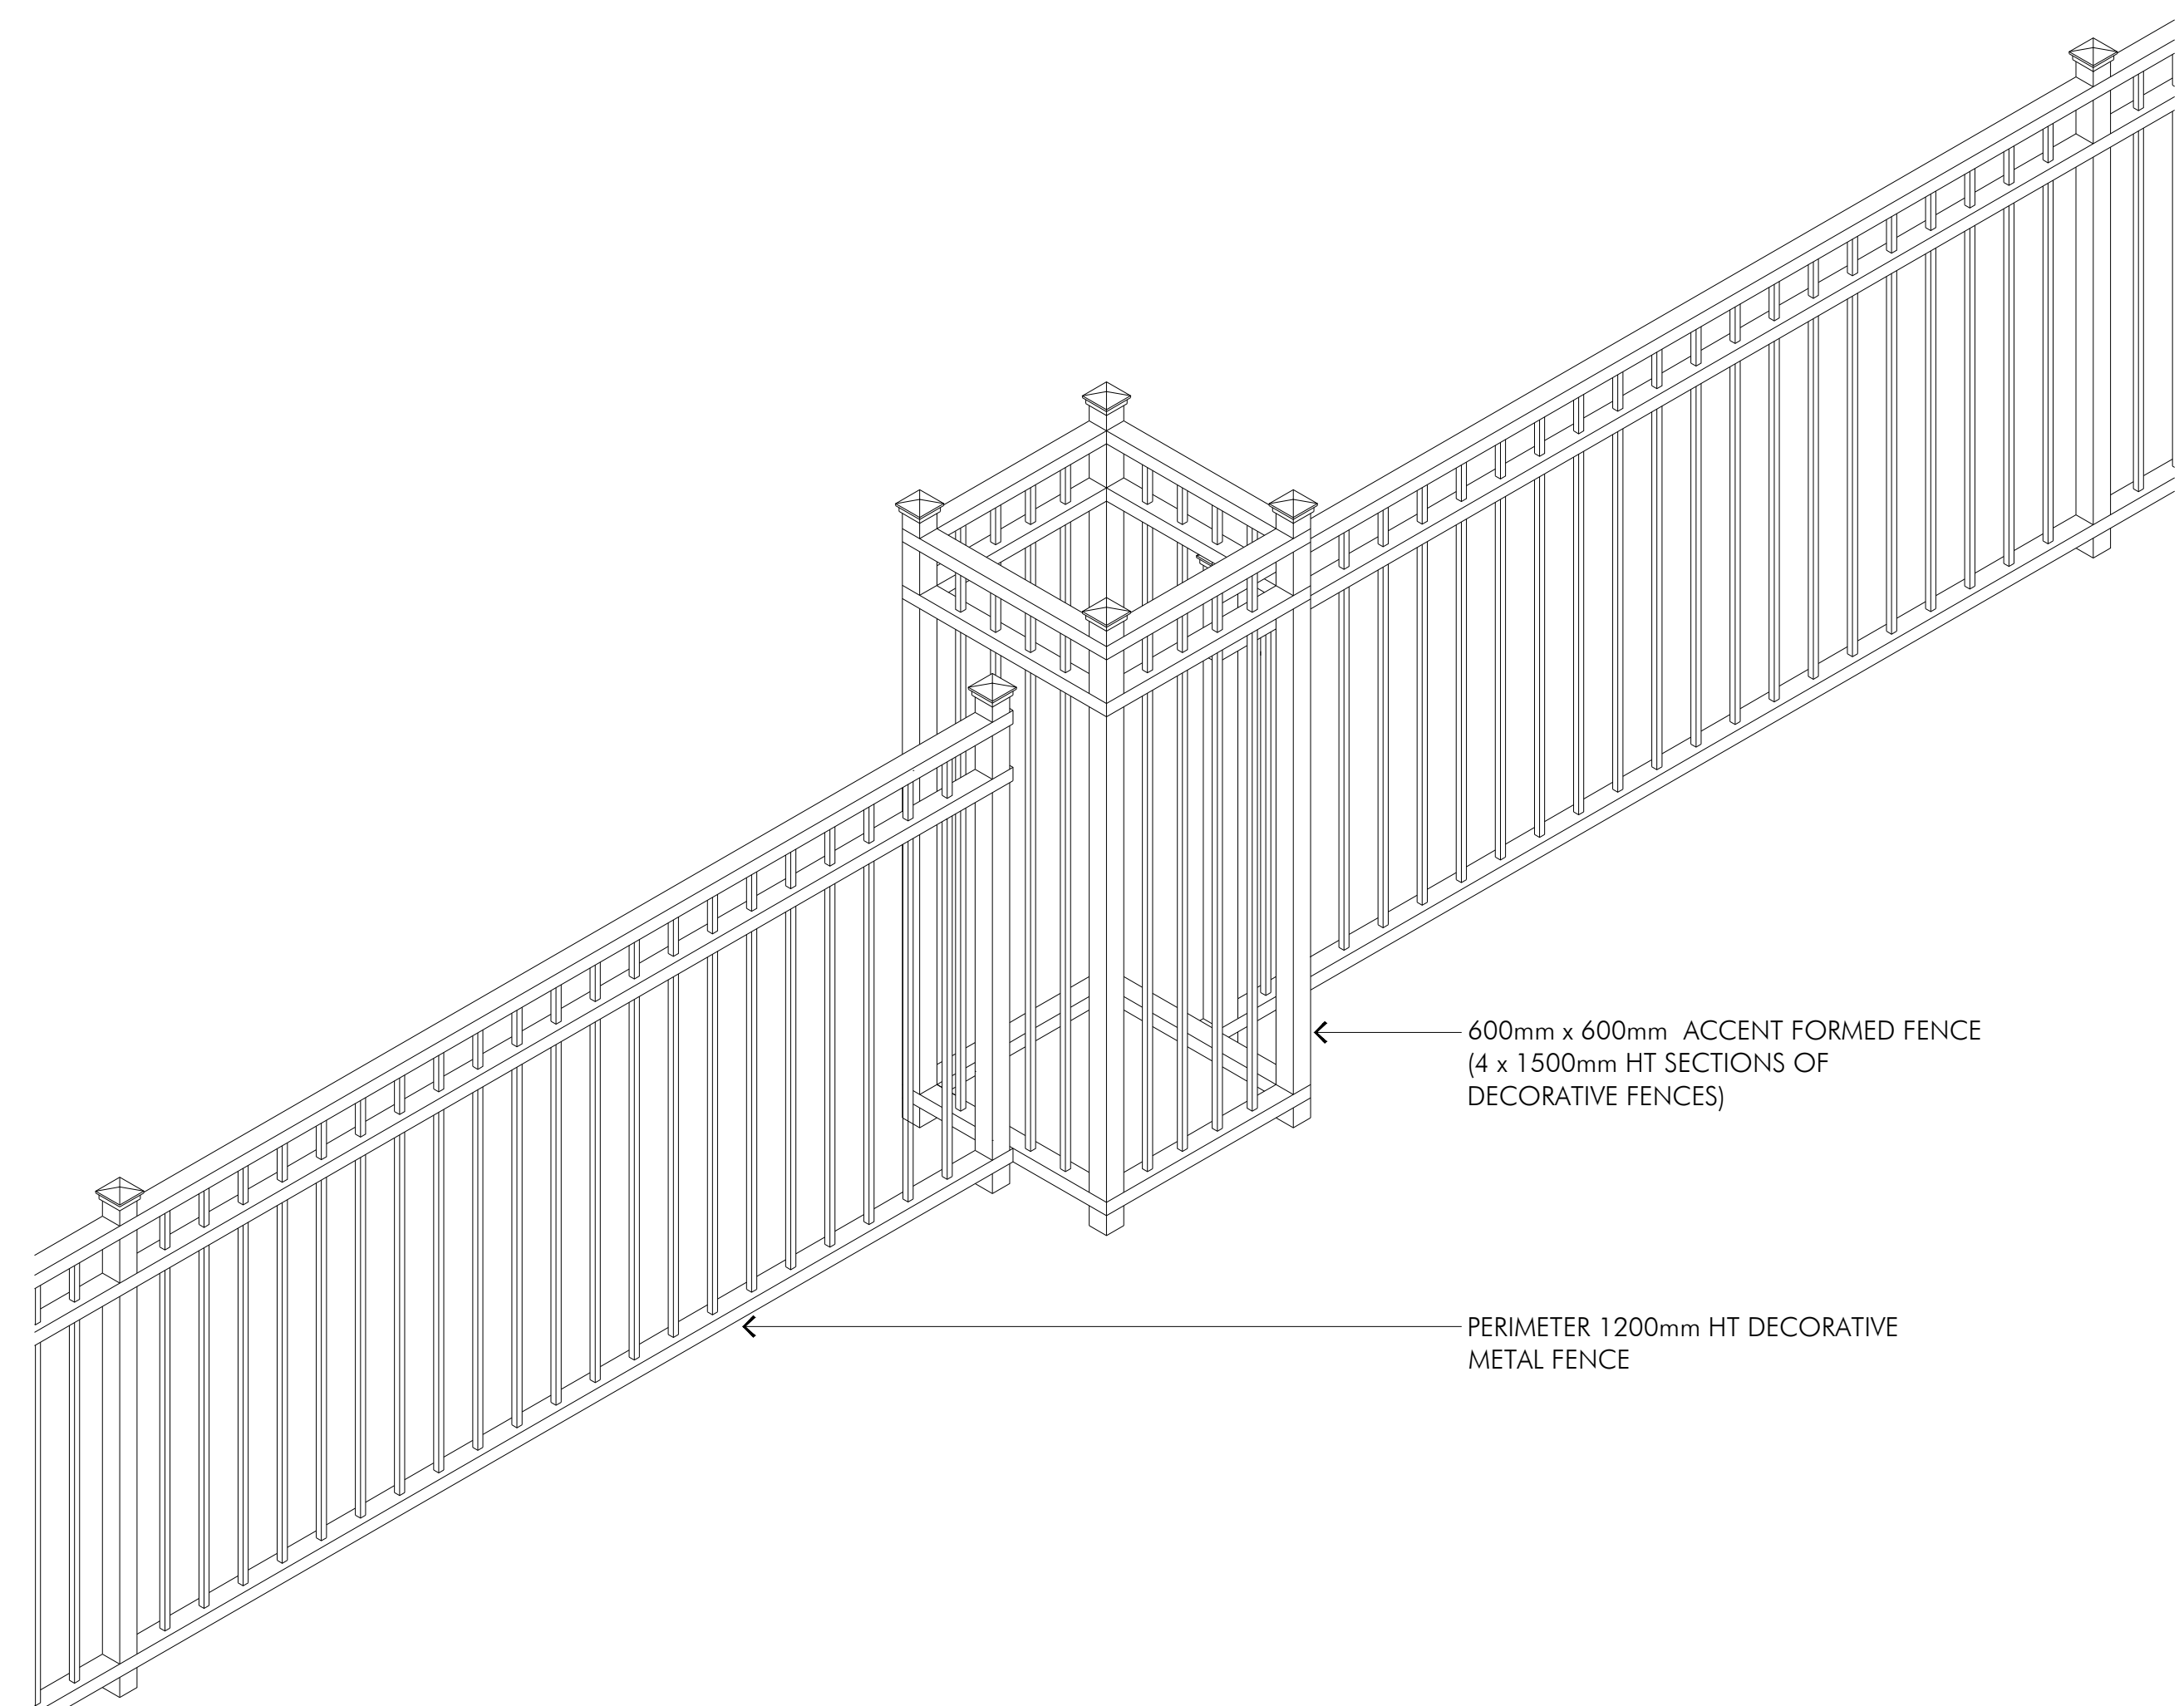 600mm x 600mm  ACCENT FORMED FENCE
(4 x 1500mm HT SECTIONS OF
DECORATIVE FENCES)
PERIMETER 1200mm HT DECORATIVE
METAL FENCE